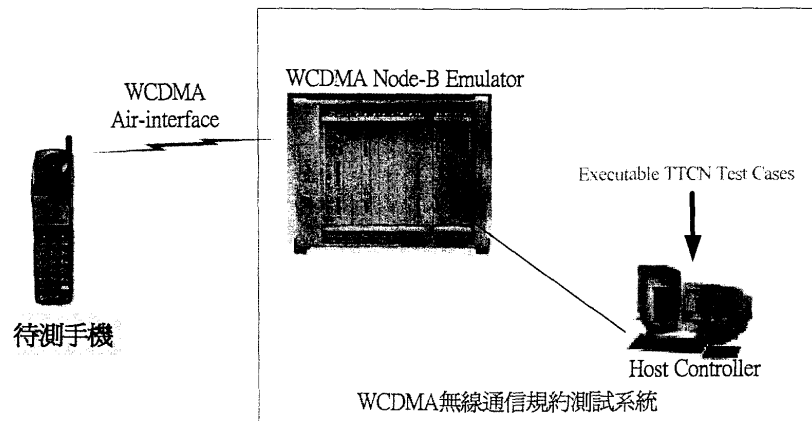 WCDMA Node-B Emulator
WCDMA
Air-interface
Executable TTCN Test Cases
待測手機
Host Controller
WCDMA無線通信規約測試系統